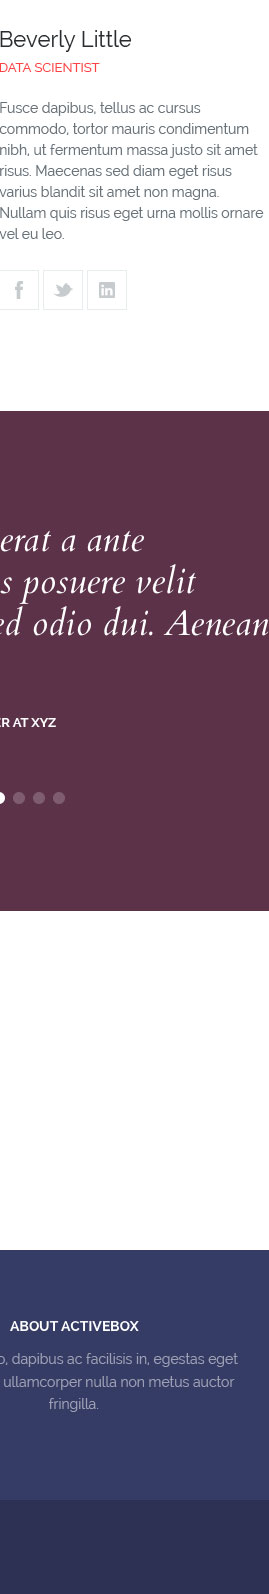 Beverly Little
DATA SCIENTIST
Fusce dapibus, tellus ac cursus
commodo, tortor mauris condimentum
nibh, ut fermentum massa justo sit amet
risus. Maecenas sed diam eget risus
varius blandit sit amet non magna.
Nullam quis risus eget urna mollis ornare
vel eu leo.
erat a ante
s posuere velit
ed odio dui. Aenean
ER AT XYZ
ABOUT ACTIVEBOX
o, dapibus ac facilisis in, egestas eget
ullamcorper nulla non metus auctor
fringilla.